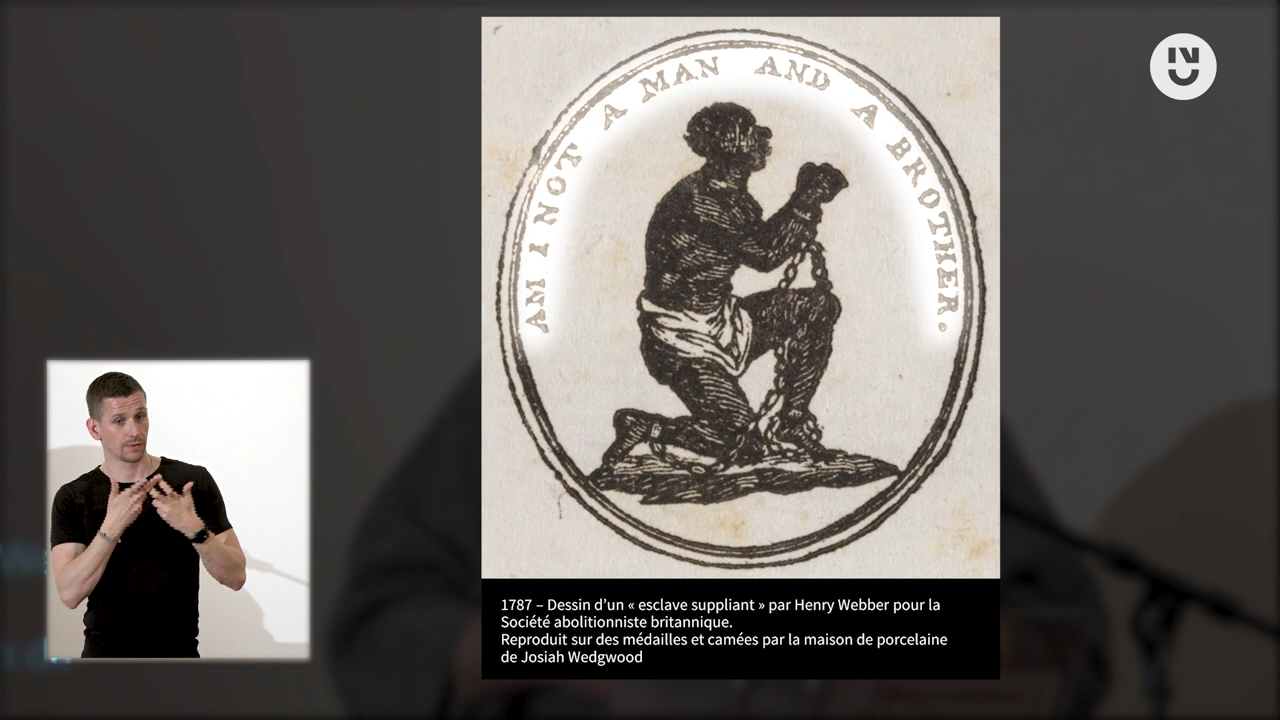 AM I NOT A MAN AND A BROTHER.
1787 – Dessin d’un « esclave suppliant » par Henry Webber pour la
Société abolitionniste britannique.
Reproduit sur des médailles et camées par la maison de porcelaine
de Josiah Wedgwood